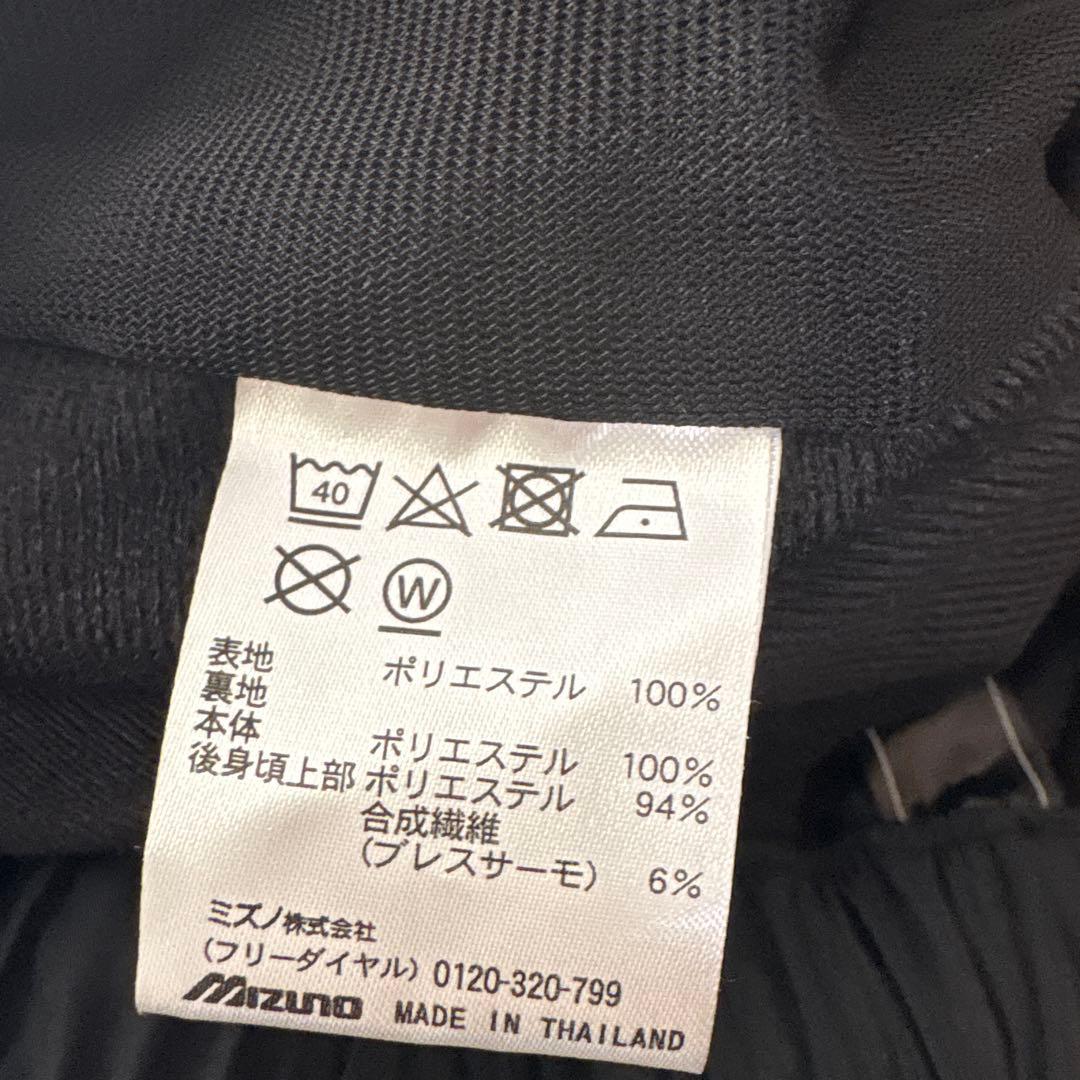 40
W
表地 ポリエステル 100%
裏地
本体 ポリエステル 100%
後身頃上部 ポリエステル 94%
合成繊維
(ブレスサーモ) 6%
ミズノ株式会社
(フリーダイヤル) 0120-320-799
Mizuno MADE IN THAILAND